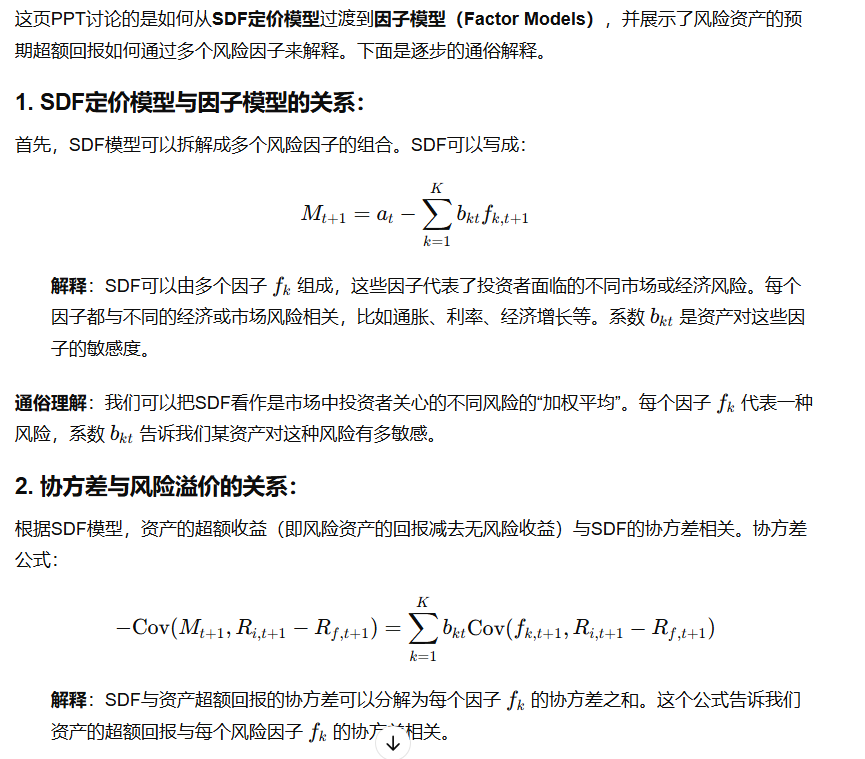 这页PPT讨论的是如何从SDF定价模型过渡到因子模型（Factor Models），并展示了风险资产的预
期超额回报如何通过多个风险因子来解释。下面是逐步的通俗解释。
1. SDF定价模型与因子模型的关系：
首先，SDF模型可以拆解成多个风险因子的组合。SDF可以写成：
M_{t+1} = a_t − \sum_{k=1}^{K} b_{kt} f_{k,t+1}
解释：SDF可以由多个因子 f_k 组成，这些因子代表了投资者面临的不同市场或经济风险。每个
因子都与不同的经济或市场风险相关，比如通胀、利率、经济增长等。系数 b_{kt} 是资产对这些因
子的敏感度。
通俗理解：我们可以把SDF看作是市场中投资者关心的不同风险的“加权平均”。每个因子 f_k 代表一种
风险，系数 b_{kt} 告诉我们某资产对这种风险有多敏感。
2. 协方差与风险溢价的关系：
根据SDF模型，资产的超额收益（即风险资产的回报减去无风险收益）与SDF的协方差相关。协方差
公式：
−Cov(M_{t+1}, R_{i,t+1} − R_{f,t+1}) = \sum_{k=1}^{K} b_{kt} Cov(f_{k,t+1}, R_{i,t+1} − R_{f,t+1})
解释：SDF与资产超额回报的协方差可以分解为每个因子 f_k 的协方差之和。这个公式告诉我们
资产的超额回报与每个风险因子 f_k 的协方差相关。